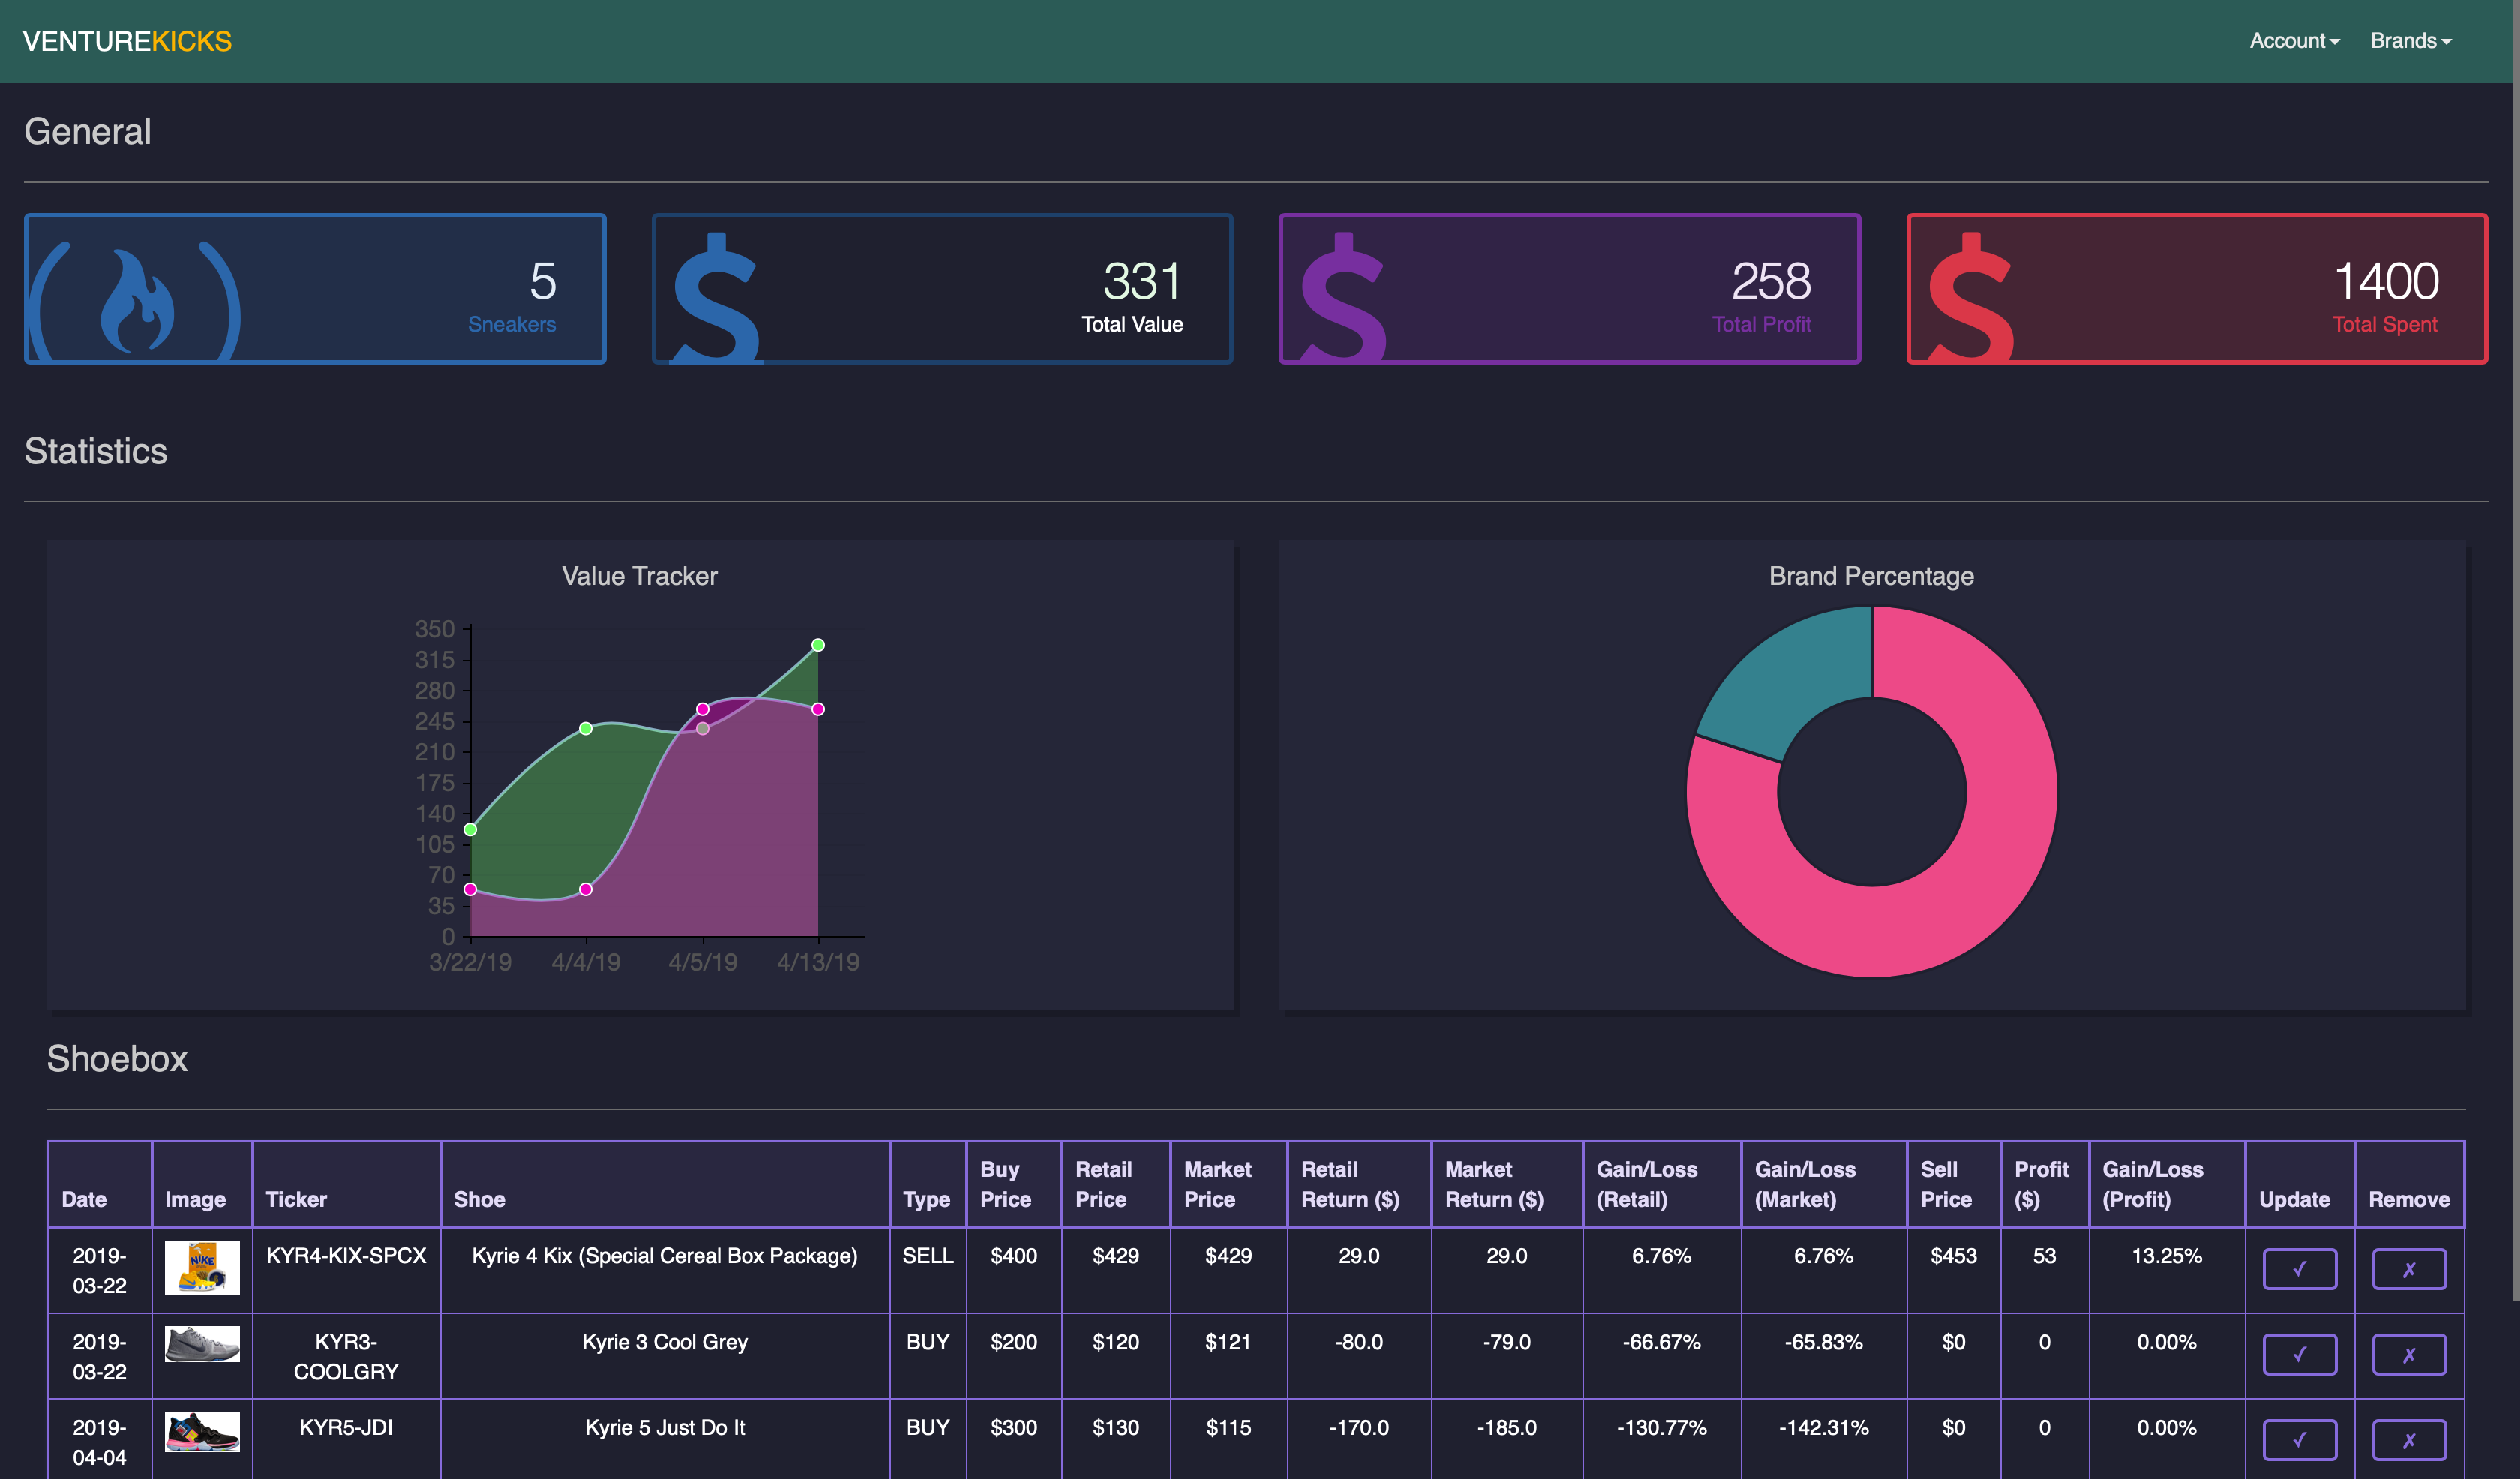 VENTUREKICKS
Account Brands
General
5
Sneakers
331
Total Value
258
Total Profit
1400
Total Spent
Statistics
Value Tracker
350
315
280
245
210
175
140
105
70
35
0
3/22/19 4/4/19 4/5/19 4/13/19
Brand Percentage
Shoebox
Date Image Ticker Shoe Type Buy Price Retail Price Market Price Retail Return ($) Market Return ($) Gain/Loss (Retail) Gain/Loss (Market) Sell Price Profit ($) Gain/Loss (Profit) Update Remove
2019-03-22 NIKE KYR4-KIX-SPCX Kyrie 4 Kix (Special Cereal Box Package) SELL $400 $429 $429 29.0 29.0 6.76% 6.76% $453 53 13.25% ✓ ✗
2019-03-22 KYR3-COOLGRY Kyrie 3 Cool Grey BUY $200 $120 $121 -80.0 -79.0 -66.67% -65.83% $0 0 0.00% ✓ ✗
2019-04-04 KYR5-JDI Kyrie 5 Just Do It BUY $300 $130 $115 -170.0 -185.0 -130.77% -142.31% $0 0 0.00% ✓ ✗